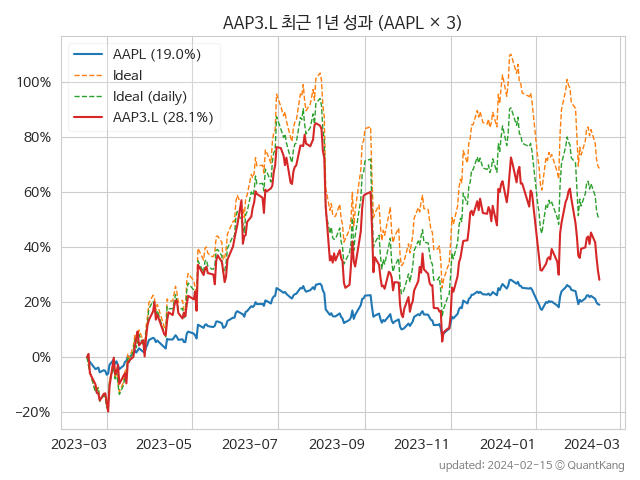 AAP3.L 최근 1년 성과 (AAPL × 3)
AAPL (19.0%)
Ideal
Ideal (daily)
AAP3.L (28.1%)
100%
80%
60%
40%
20%
0%
−20%
2023−03 2023−05 2023−07 2023−09 2023−11 2024−01 2024−03
updated: 2024-02-15 © QuantKang